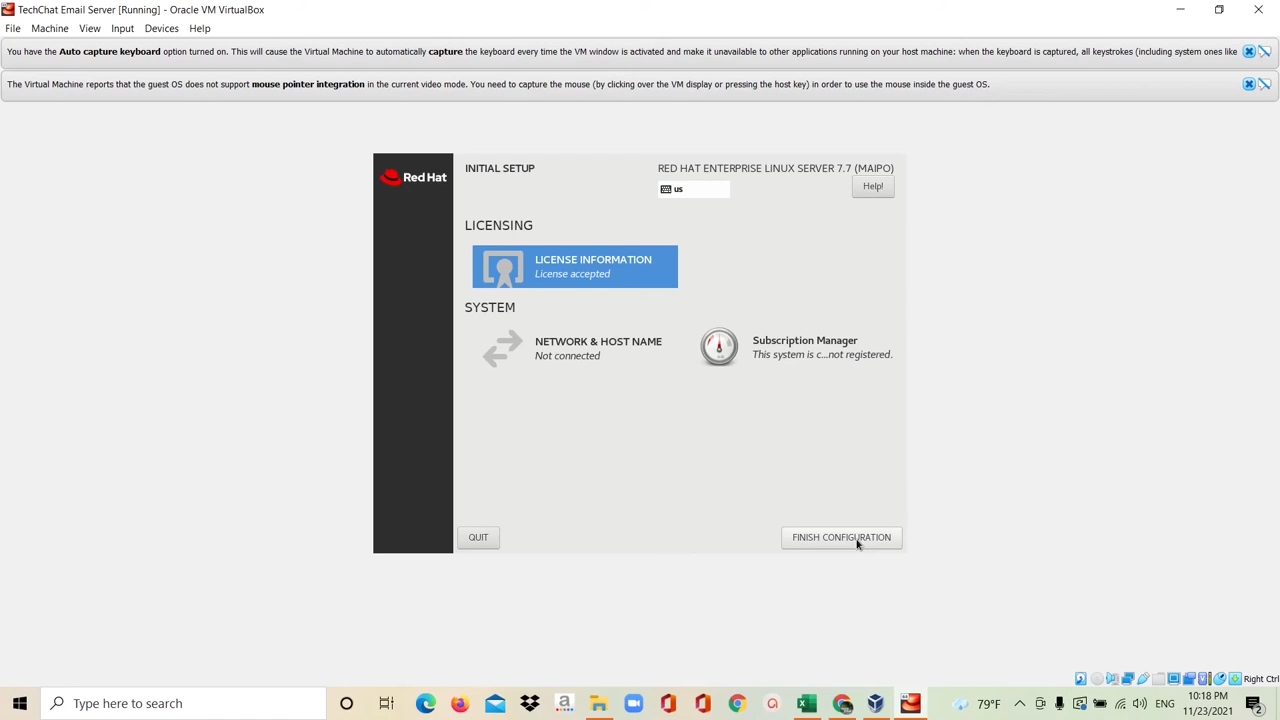 TechChat Email Server [Running] - Oracle VM VirtualBox
File Machine View Input Devices Help
You have the Auto capture keyboard option turned on. This will cause the Virtual Machine to automatically capture the keyboard every time the VM window is activated and make it unavailable to other applications running on your host machine: when the keyboard is captured, all keystrokes (including system ones like
The Virtual Machine reports that the guest OS does not support mouse pointer integration in the current video mode. You need to capture the mouse (by clicking over the VM display or pressing the host key) in order to use the mouse inside the guest OS.
Red Hat
INITIAL SETUP
RED HAT ENTERPRISE LINUX SERVER 7.7 (MAIPO)
us
Help!
LICENSING
LICENSE INFORMATION
License accepted
SYSTEM
NETWORK & HOST NAME
Not connected
Subscription Manager
This system is c...not registered.
QUIT
FINISH CONFIGURATION
Right Ctrl
Type here to search
a
79°F
10:18 PM
11/23/2021
2